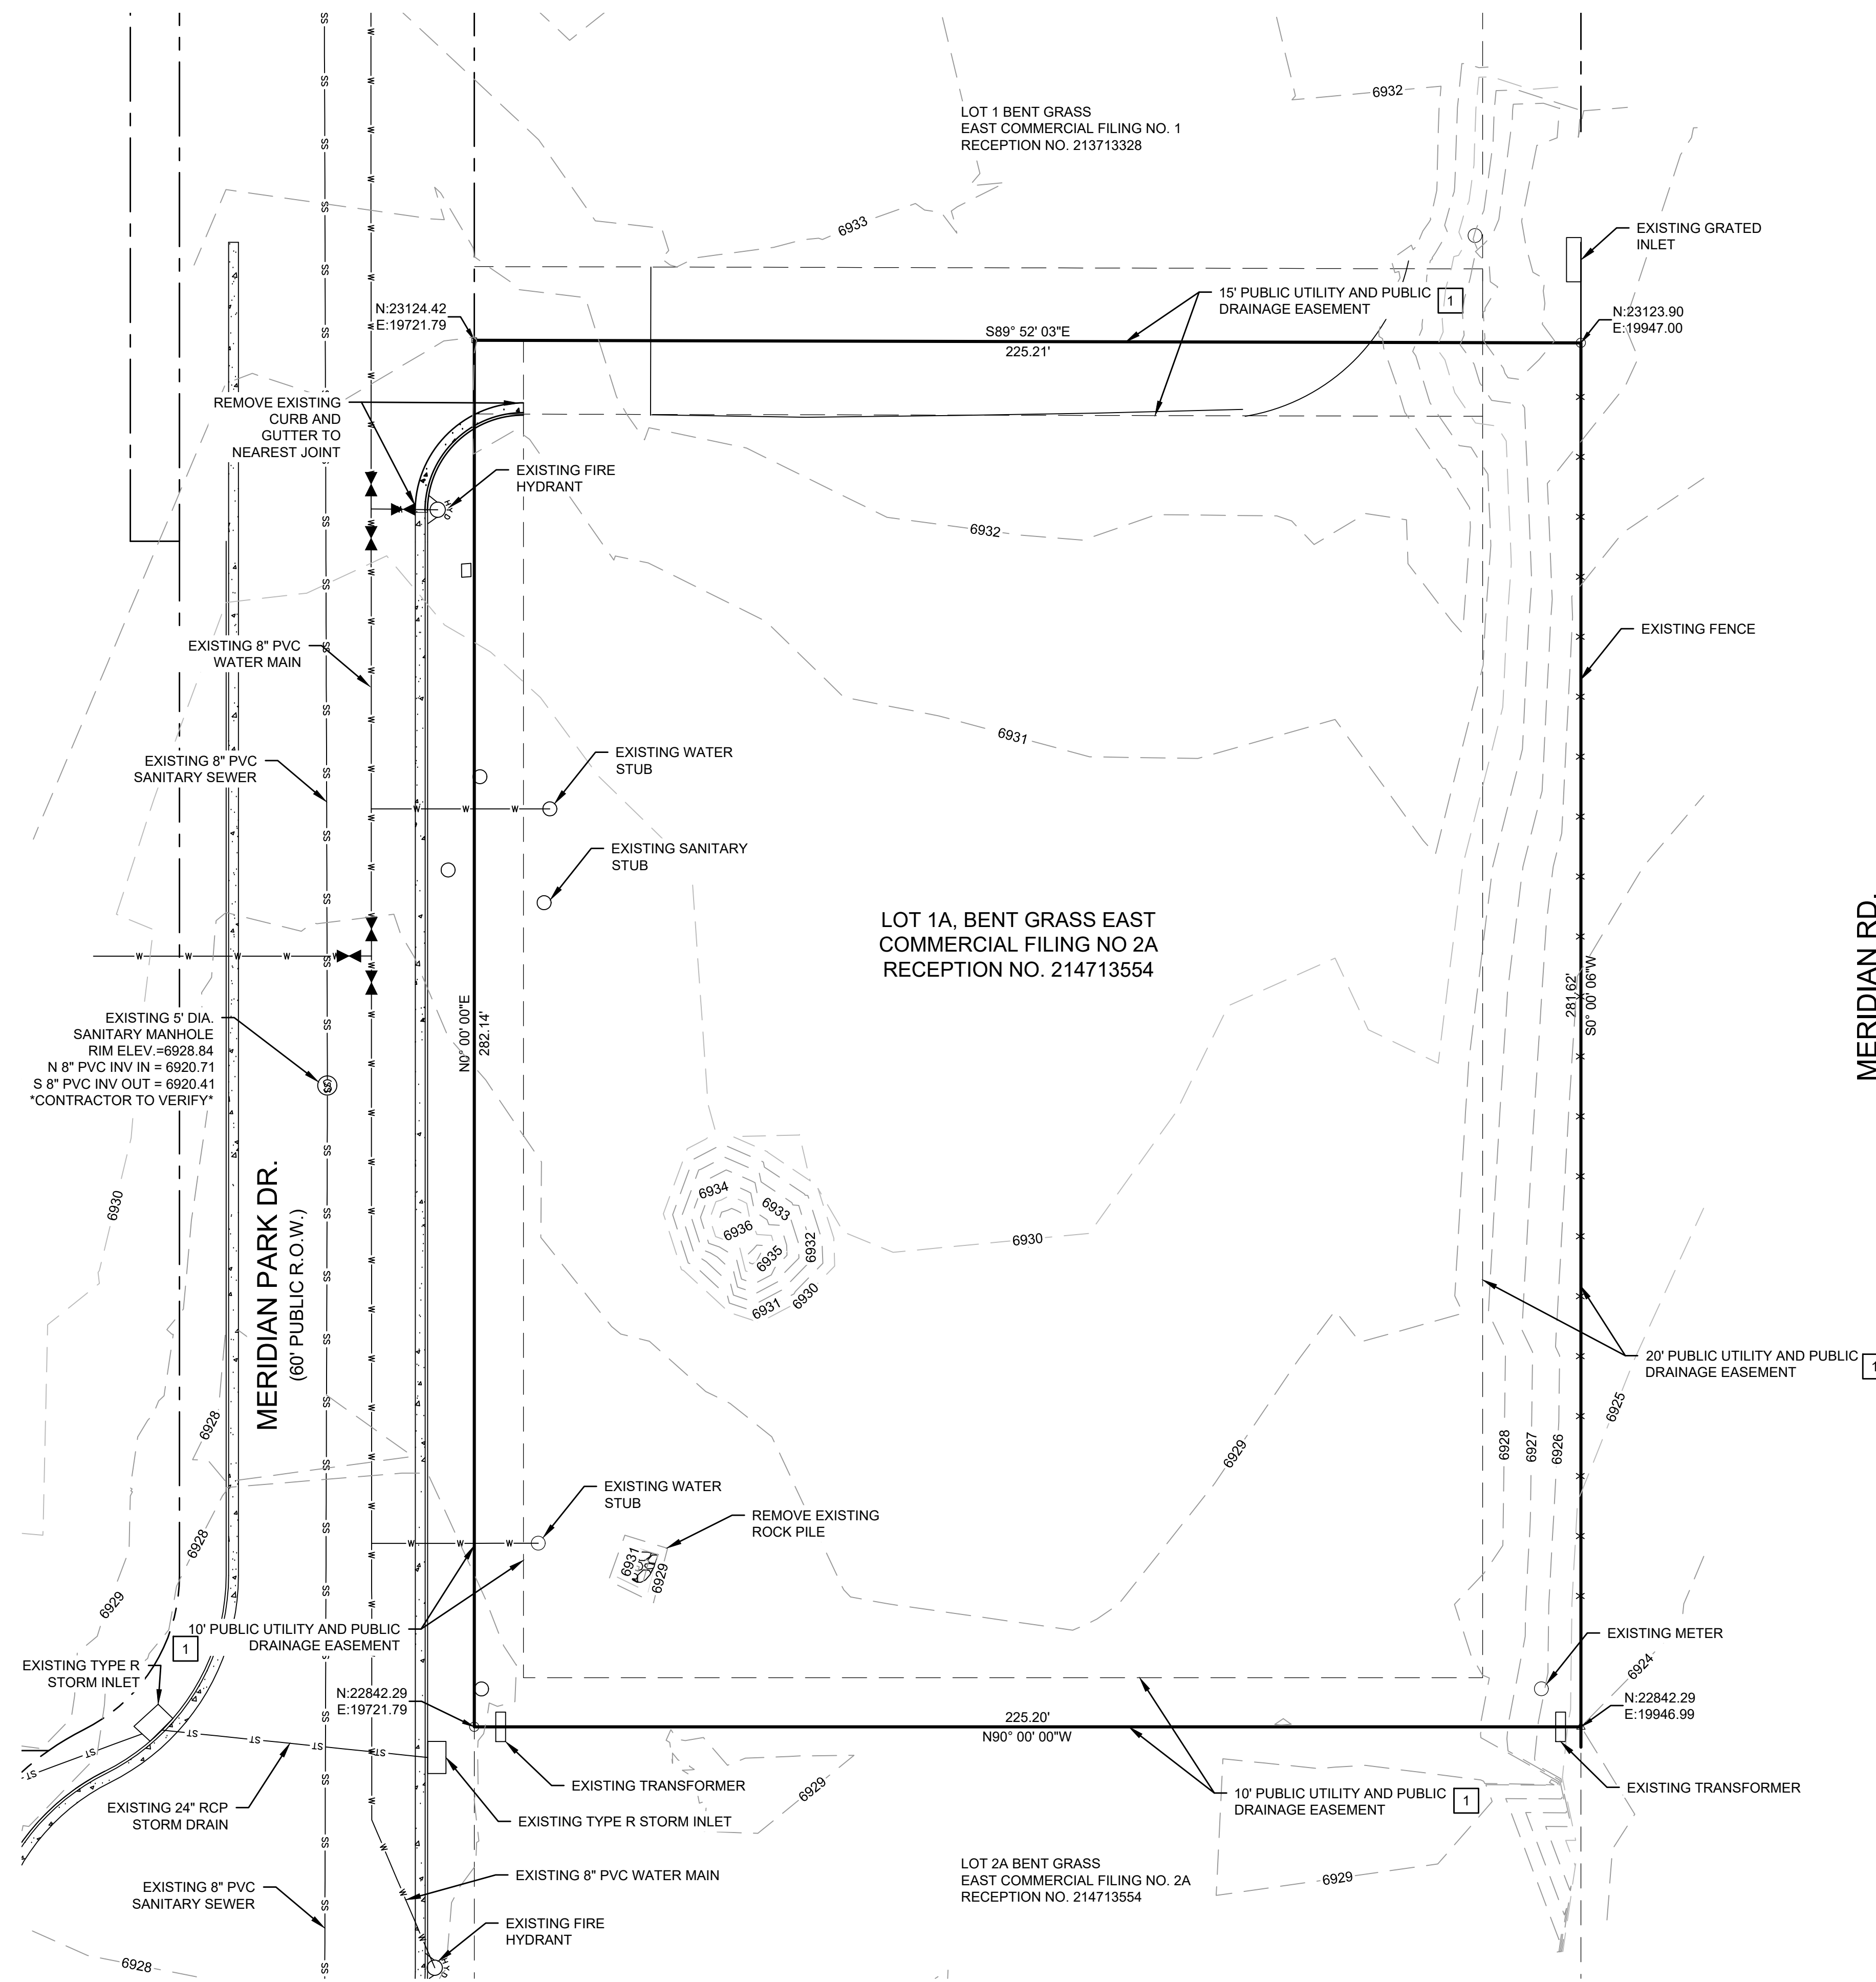 6932
LOT 1 BENT GRASS
EAST COMMERCIAL FILING NO. 1
RECEPTION NO. 213713328
6933
EXISTING GRATED
INLET
N:23124.42
E:19721.79
15' PUBLIC UTILITY AND PUBLIC
DRAINAGE EASEMENT
1
S89° 52' 03"E
225.21'
N:23123.90
E:19947.00
REMOVE EXISTING
CURB AND
GUTTER TO
NEAREST JOINT
EXISTING FIRE
HYDRANT
HYD
6932
EXISTING FENCE
EXISTING 8" PVC
WATER MAIN
6931
EXISTING WATER
STUB
EXISTING 8" PVC
SANITARY SEWER
EXISTING SANITARY
STUB
LOT 1A, BENT GRASS EAST
COMMERCIAL FILING NO 2A
RECEPTION NO. 214713554
MERIDIAN RD.
N0° 00' 00"E
282.14'
281.62'
S0° 00' 06"W
EXISTING 5' DIA.
SANITARY MANHOLE
RIM ELEV.=6928.84
N 8" PVC INV IN = 6920.71
S 8" PVC INV OUT = 6920.41
*CONTRACTOR TO VERIFY*
6930
MERIDIAN PARK DR.
(60' PUBLIC R.O.W.)
6934
6933
6936
6935
6932
6931
6930
6930
20' PUBLIC UTILITY AND PUBLIC
DRAINAGE EASEMENT
1
6928
6929
6928
6927
6926
6925
EXISTING WATER
STUB
REMOVE EXISTING
ROCK PILE
6931
6929
6928
6929
10' PUBLIC UTILITY AND PUBLIC
DRAINAGE EASEMENT
1
EXISTING METER
6924
EXISTING TYPE R
STORM INLET
N:22842.29
E:19721.79
225.20'
N90° 00' 00"W
N:22842.29
E:19946.99
ST
ST
ST
ST
ST
ST
EXISTING TRANSFORMER
6929
10' PUBLIC UTILITY AND PUBLIC
DRAINAGE EASEMENT
1
EXISTING TRANSFORMER
EXISTING 24" RCP
STORM DRAIN
EXISTING TYPE R STORM INLET
LOT 2A BENT GRASS
EAST COMMERCIAL FILING NO. 2A
RECEPTION NO. 214713554
6929
EXISTING 8" PVC WATER MAIN
EXISTING 8" PVC
SANITARY SEWER
EXISTING FIRE
HYDRANT
HYD
6928